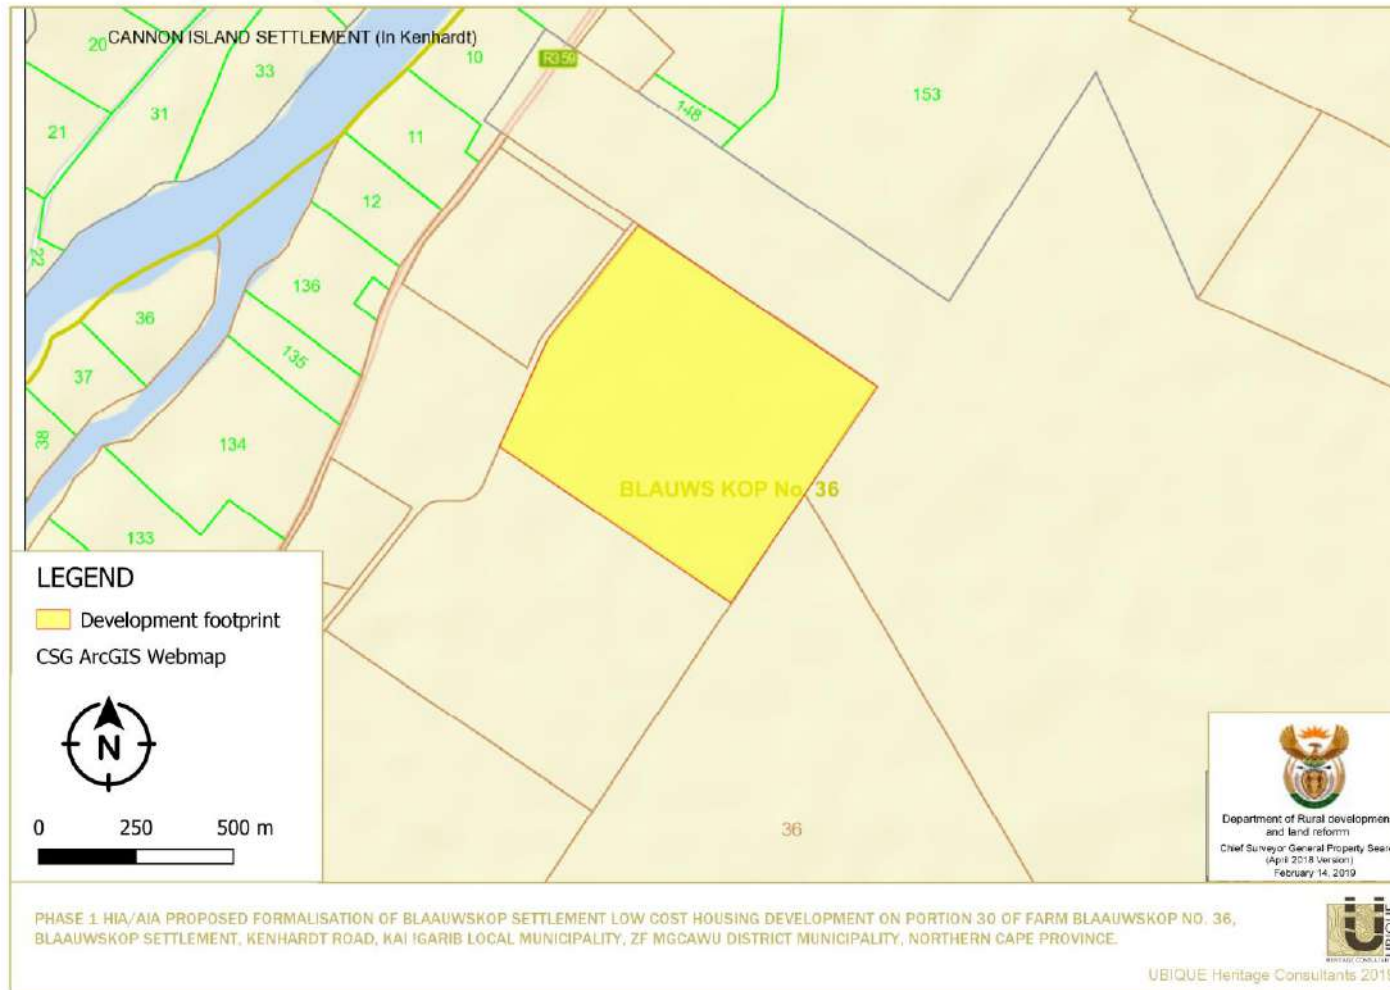 CANNON ISLAND SETTLEMENT (In Kenhardt)
20
33
10
R359
148
153
21
31
11
12
22
136
36
135
37
38
134
BLAUWS KOP No. 36
133
36
LEGEND
Development footprint
CSG ArcGIS Webmap
N
0 250 500 m
Department of Rural developmen
and land reform
Chief Surveyor General Property Sear
(April 2018 Version)
February 14, 2019
PHASE 1 HIA/AIA PROPOSED FORMALISATION OF BLAAUWSKOP SETTLEMENT LOW COST HOUSING DEVELOPMENT ON PORTION 30 OF FARM BLAAUWSKOP NO. 36,
BLAAUWSKOP SETTLEMENT, KENHARDT ROAD, KAI !GARIB LOCAL MUNICIPALITY, ZF MGCAWU DISTRICT MUNICIPALITY, NORTHERN CAPE PROVINCE.
UBIQUE
UBIQUE Heritage Consultants 2019